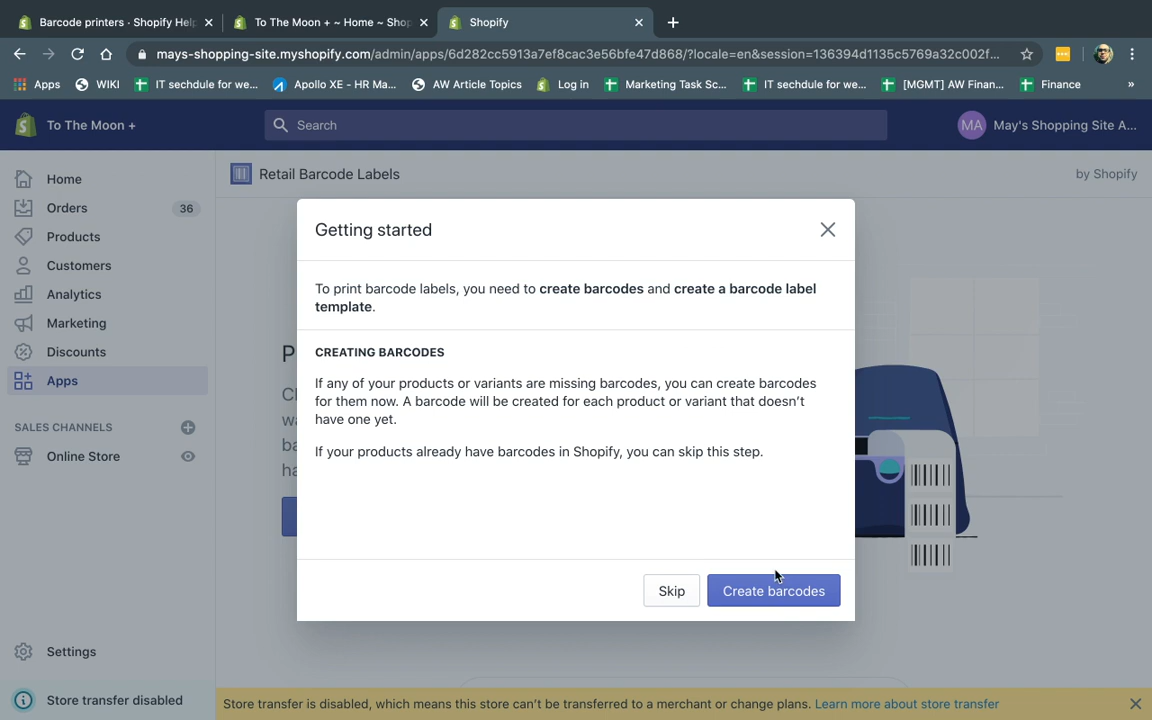 Barcode printers · Shopify Hel
To The Moon + ~ Home ~ Shop
Shopify
mays-shopping-site.myshopify.com/admin/apps/6d282cc5913a7ef8cac3e56bfe47d868/?locale=en&session=136394d1135c5769a32c002f...
Apps
WIKI
IT sechdule for we...
Apollo XE - HR Ma...
AW Article Topics
Log in
Marketing Task Sc...
IT sechdule for we...
[MGMT] AW Finan...
Finance
»
To The Moon +
Search
MA
May's Shopping Site A...
Home
Orders
36
Products
Customers
Analytics
Marketing
Discounts
Apps
SALES CHANNELS
Online Store
Settings
Store transfer disabled
Retail Barcode Labels
by Shopify
Getting started
To print barcode labels, you need to create barcodes and create a barcode label
template.
CREATING BARCODES
If any of your products or variants are missing barcodes, you can create barcodes
for them now. A barcode will be created for each product or variant that doesn't
have one yet.
If your products already have barcodes in Shopify, you can skip this step.
Skip
Create barcodes
Store transfer is disabled, which means this store can't be transferred to a merchant or change plans. Learn more about store transfer